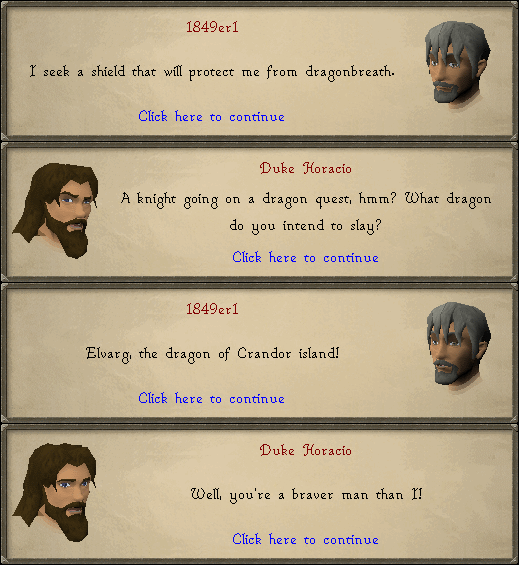 1849er1
I seek a shield that will protect me from dragonbreath.
Click here to continue
Duke Horacio
A knight going on a dragon quest, hmm? What dragon
do you intend to slay?
Click here to continue
1849er1
Elvarg, the dragon of Crandor island!
Click here to continue
Duke Horacio
Well, you're a braver man than I!
Click here to continue